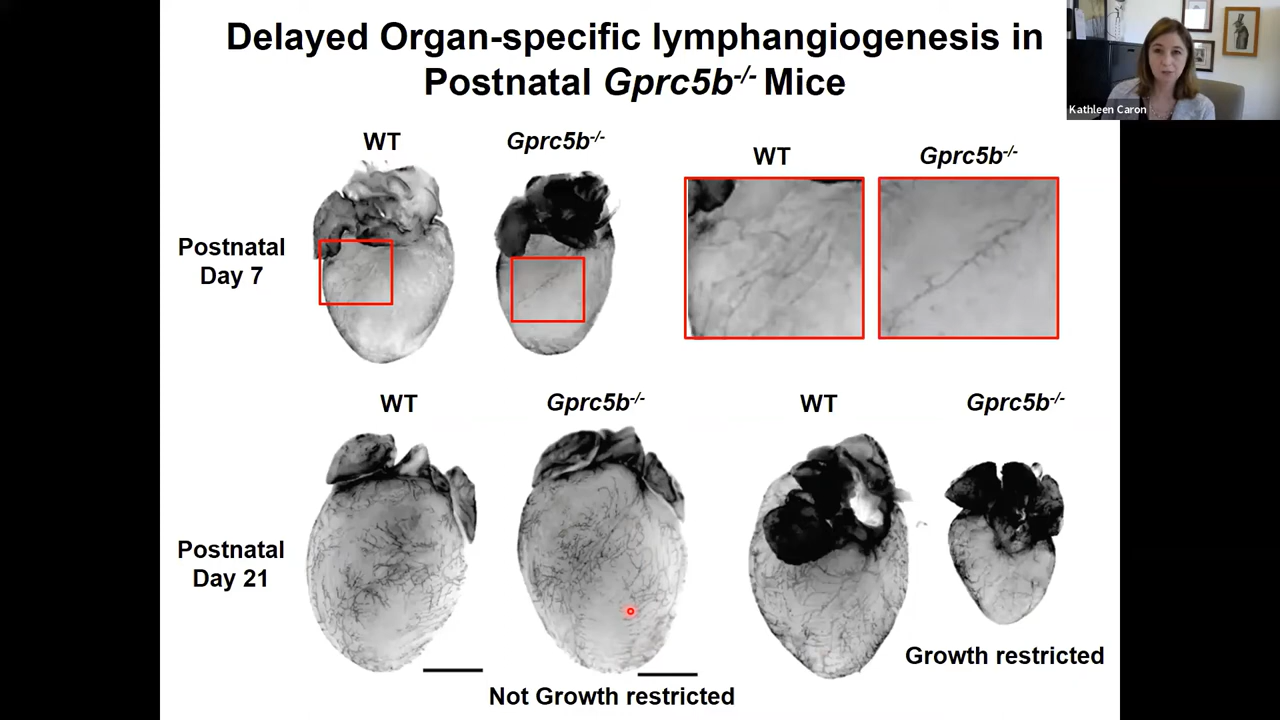 Delayed Organ-specific lymphangiogenesis in
Postnatal Gprc5b-/- Mice
Kathleen Caron
WT
Gprc5b-/-
WT
Gprc5b-/-
Postnatal
Day 7
WT
Gprc5b-/-
WT
Gprc5b-/-
Postnatal
Day 21
Growth restricted
Not Growth restricted